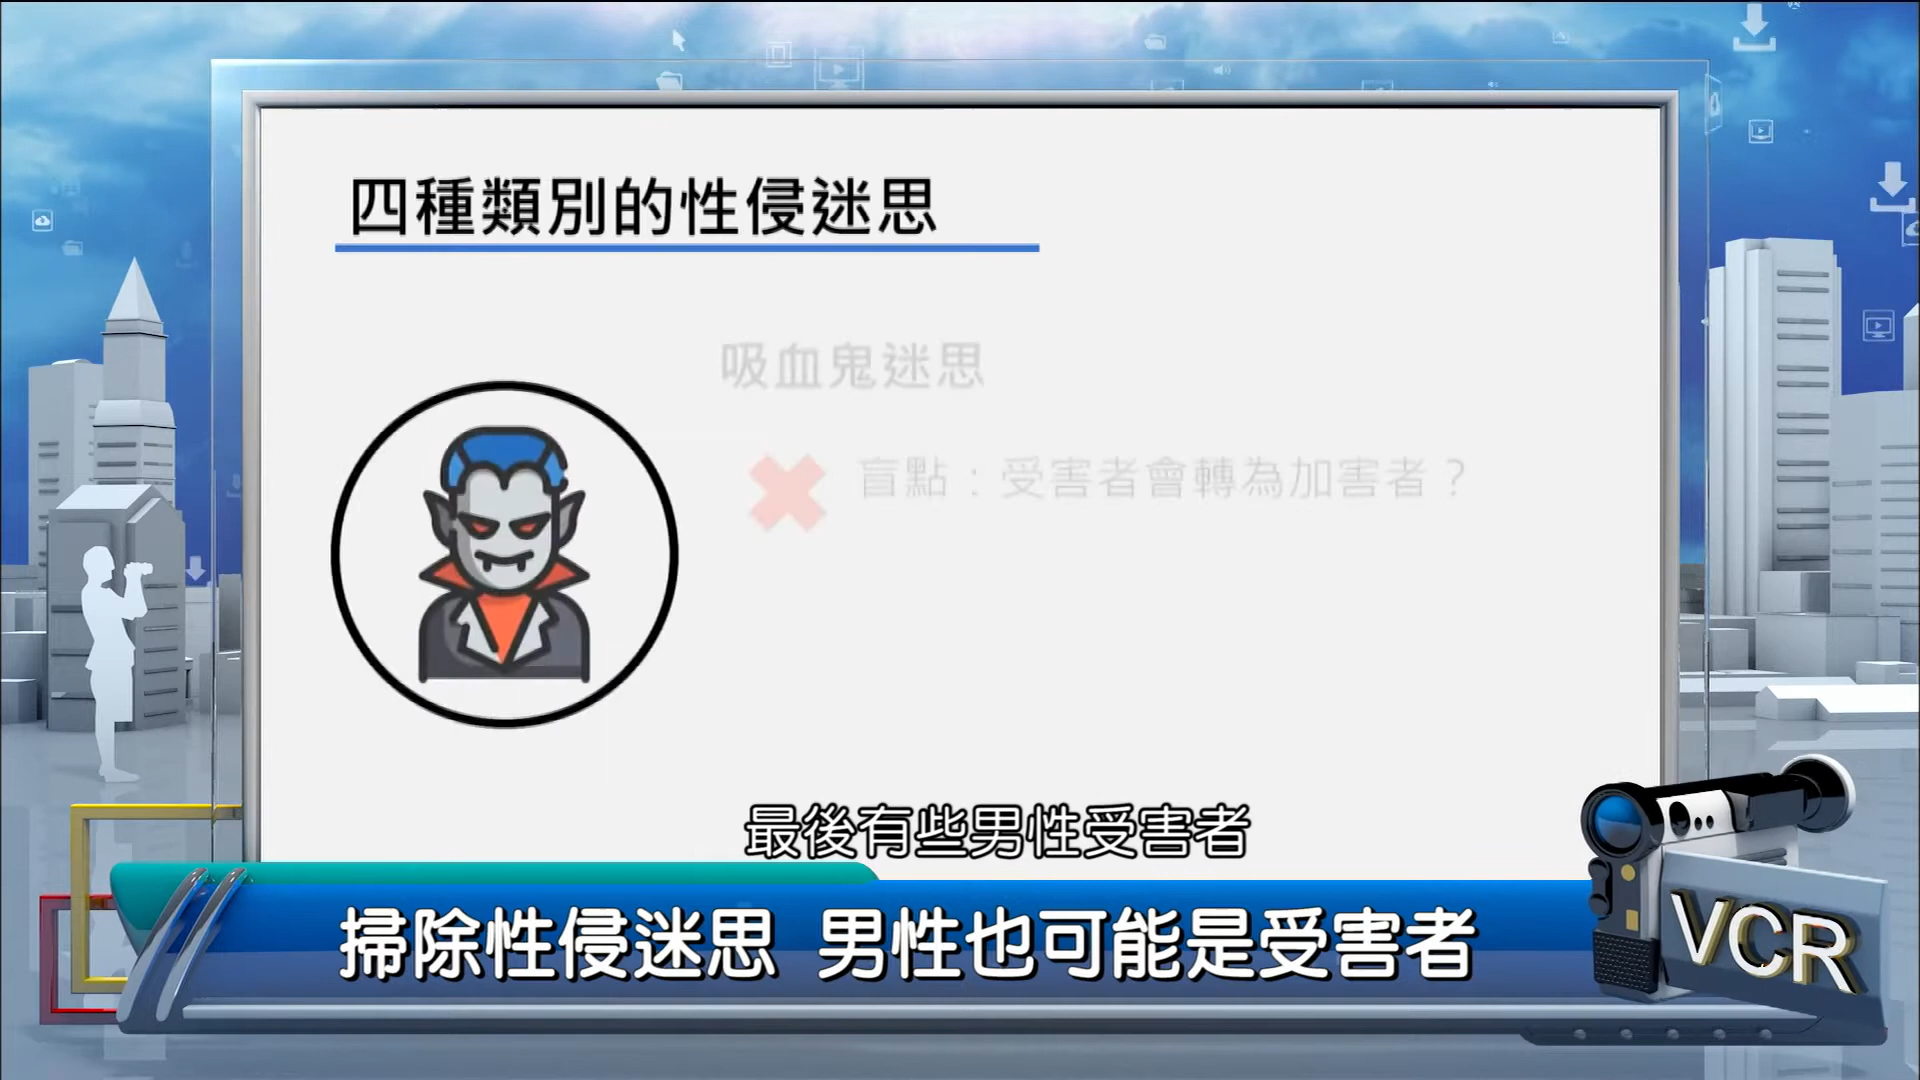 四種類別的性侵迷思
吸血鬼迷思
盲點：受害者會轉為加害者？
最後有些男性受害者
掃除性侵迷思 男性也可能是受害者
VCR